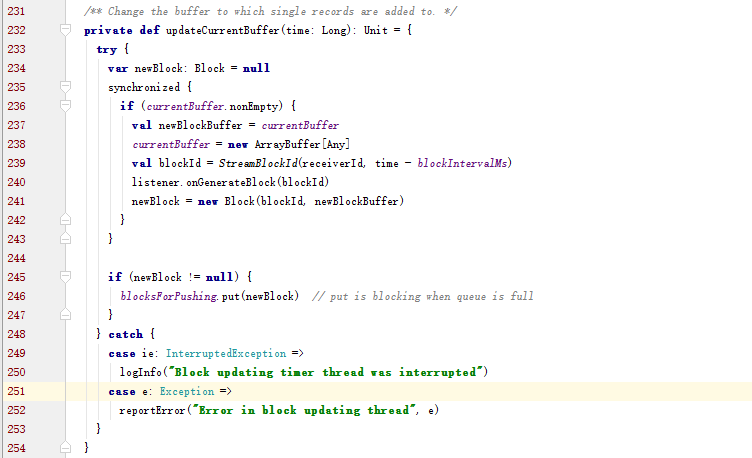 231 /** Change the buffer to which single records are added to. */
232 private def updateCurrentBuffer(time: Long): Unit = {
233 try {
234 var newBlock: Block = null
235 synchronized {
236 if (currentBuffer.nonEmpty) {
237 val newBlockBuffer = currentBuffer
238 currentBuffer = new ArrayBuffer[Any]
239 val blockId = StreamBlockId(receiverId, time - blockIntervalMs)
240 listener.onGenerateBlock(blockId)
241 newBlock = new Block(blockId, newBlockBuffer)
242 }
243 }
244
245 if (newBlock != null) {
246 blocksForPushing.put(newBlock)  // put is blocking when queue is full
247 }
248 } catch {
249 case ie: InterruptedException =>
250 logInfo("Block updating timer thread was interrupted")
251 case e: Exception =>
252 reportError("Error in block updating thread", e)
253 }
254 }